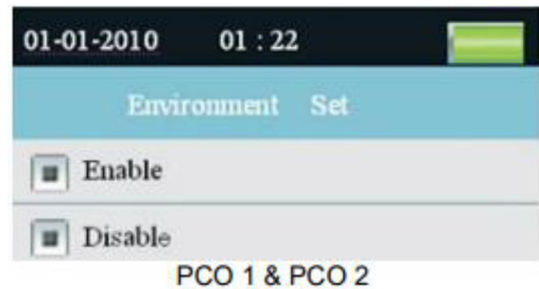 01-01-2010 01 : 22
Environment Set
Enable
Disable
PCO 1 & PCO 2